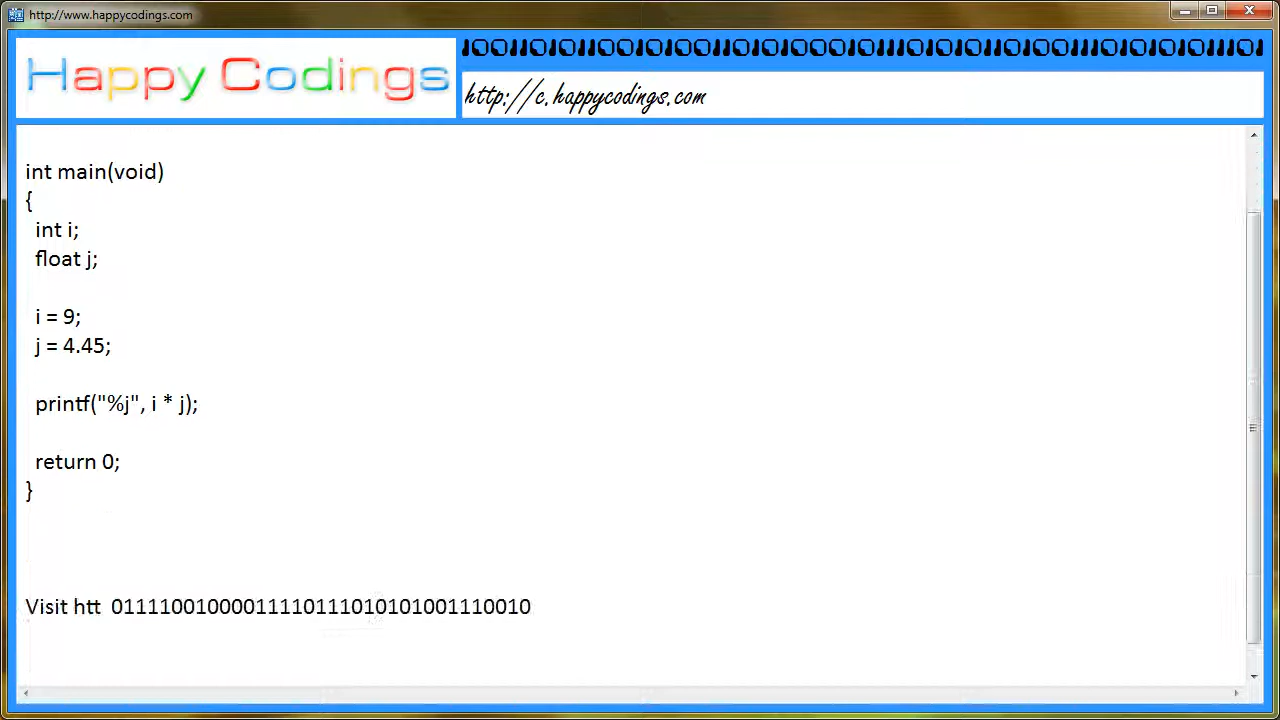 http://www.happycodings.com
Happy Codings
http://c.happycodings.com
int main(void)
{
int i;
float j;
i = 9;
j = 4.45;
printf("%j", i * j);
return 0;
}
Visit htt 01111001000011110111010101001110010